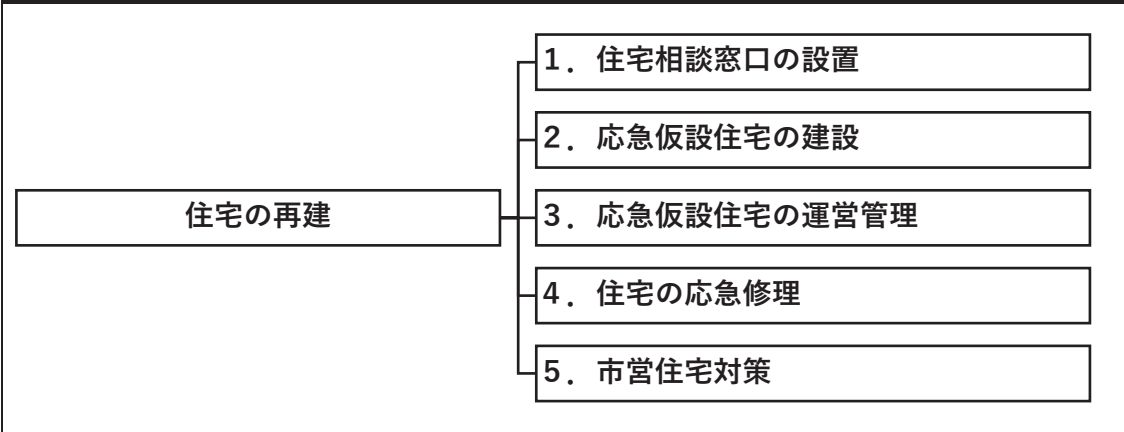 住宅の再建
1．住宅相談窓口の設置
2．応急仮設住宅の建設
3．応急仮設住宅の運営管理
4．住宅の応急修理
5．市営住宅対策